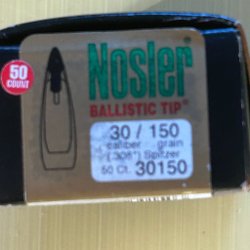 50
COUNT
Nosler
BALLISTIC TIP
30 / 150
caliber grain
(.308") Spitzer
50 Ct. 30150